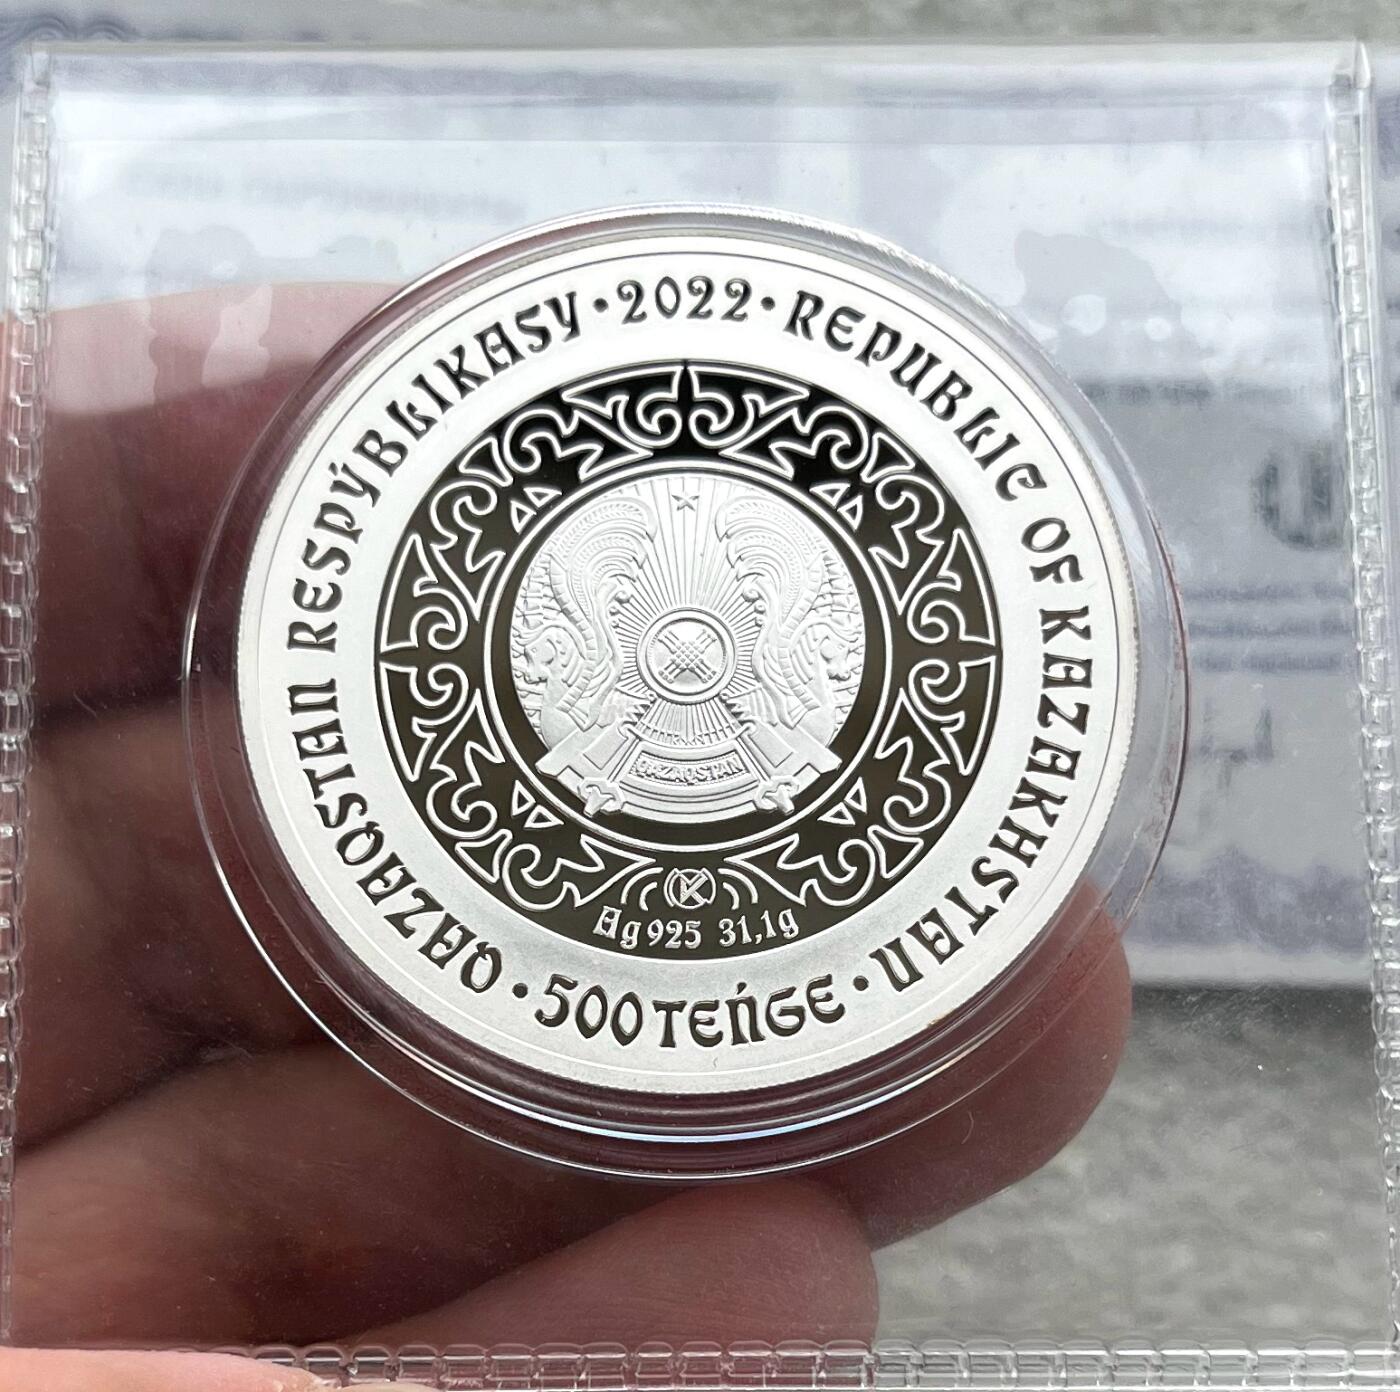 QAZAQSTAN RESPÝBLIKASY · 2022 · REPUBLIC OF KAZAKHSTAN
QAZAQSTAN
Ag 925 31,1g
· 500 TEŃGE ·